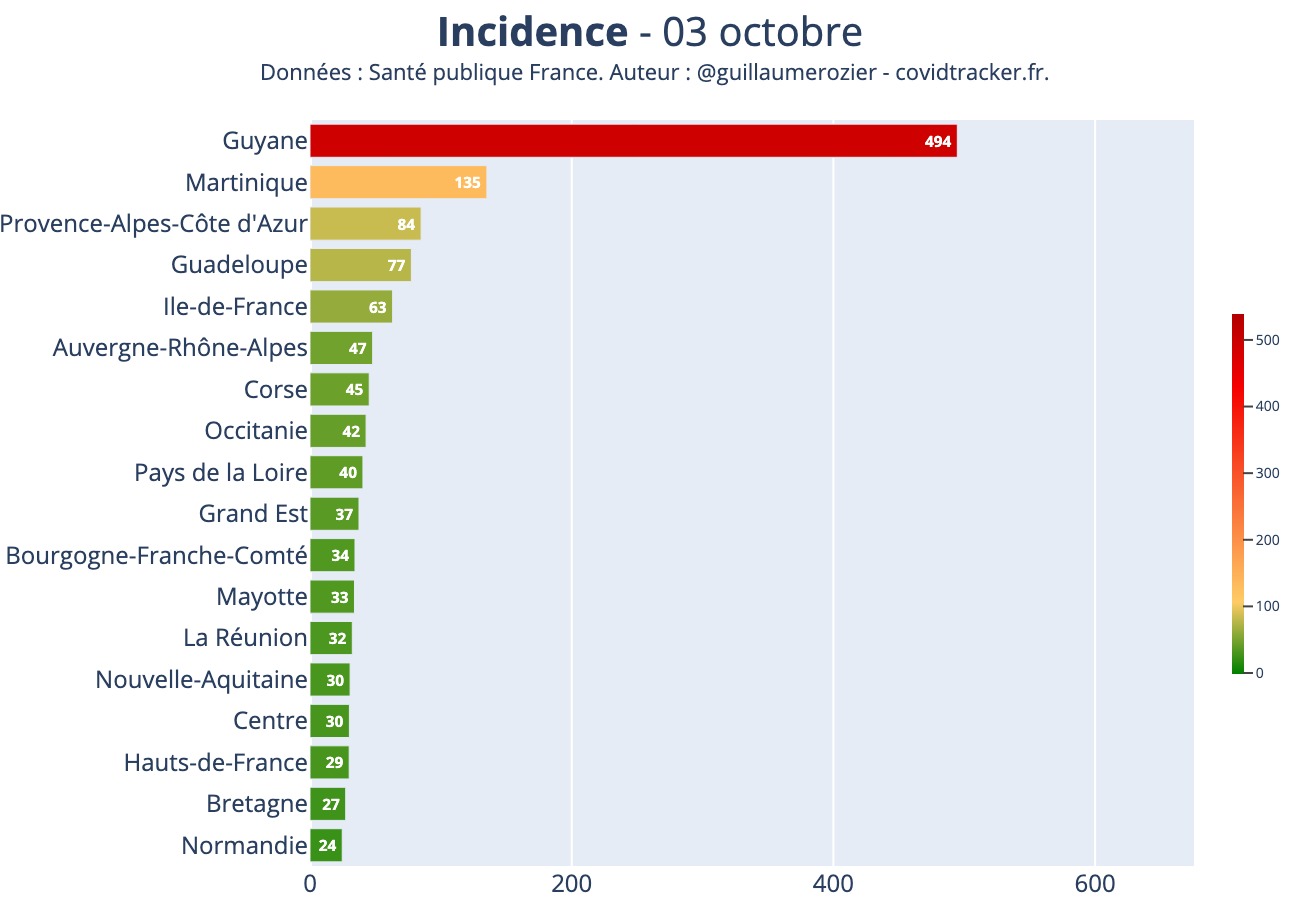 Incidence - 03 octobre
Données : Santé publique France. Auteur : @guillaumerozier - covidtracker.fr.
Guyane 494
Martinique 135
Provence-Alpes-Côte d'Azur 84
Guadeloupe 77
Ile-de-France 63
Auvergne-Rhône-Alpes 47
Corse 45
Occitanie 42
Pays de la Loire 40
Grand Est 37
Bourgogne-Franche-Comté 34
Mayotte 33
La Réunion 32
Nouvelle-Aquitaine 30
Centre 30
Hauts-de-France 29
Bretagne 27
Normandie 24
0 200 400 600
500
400
300
200
100
0